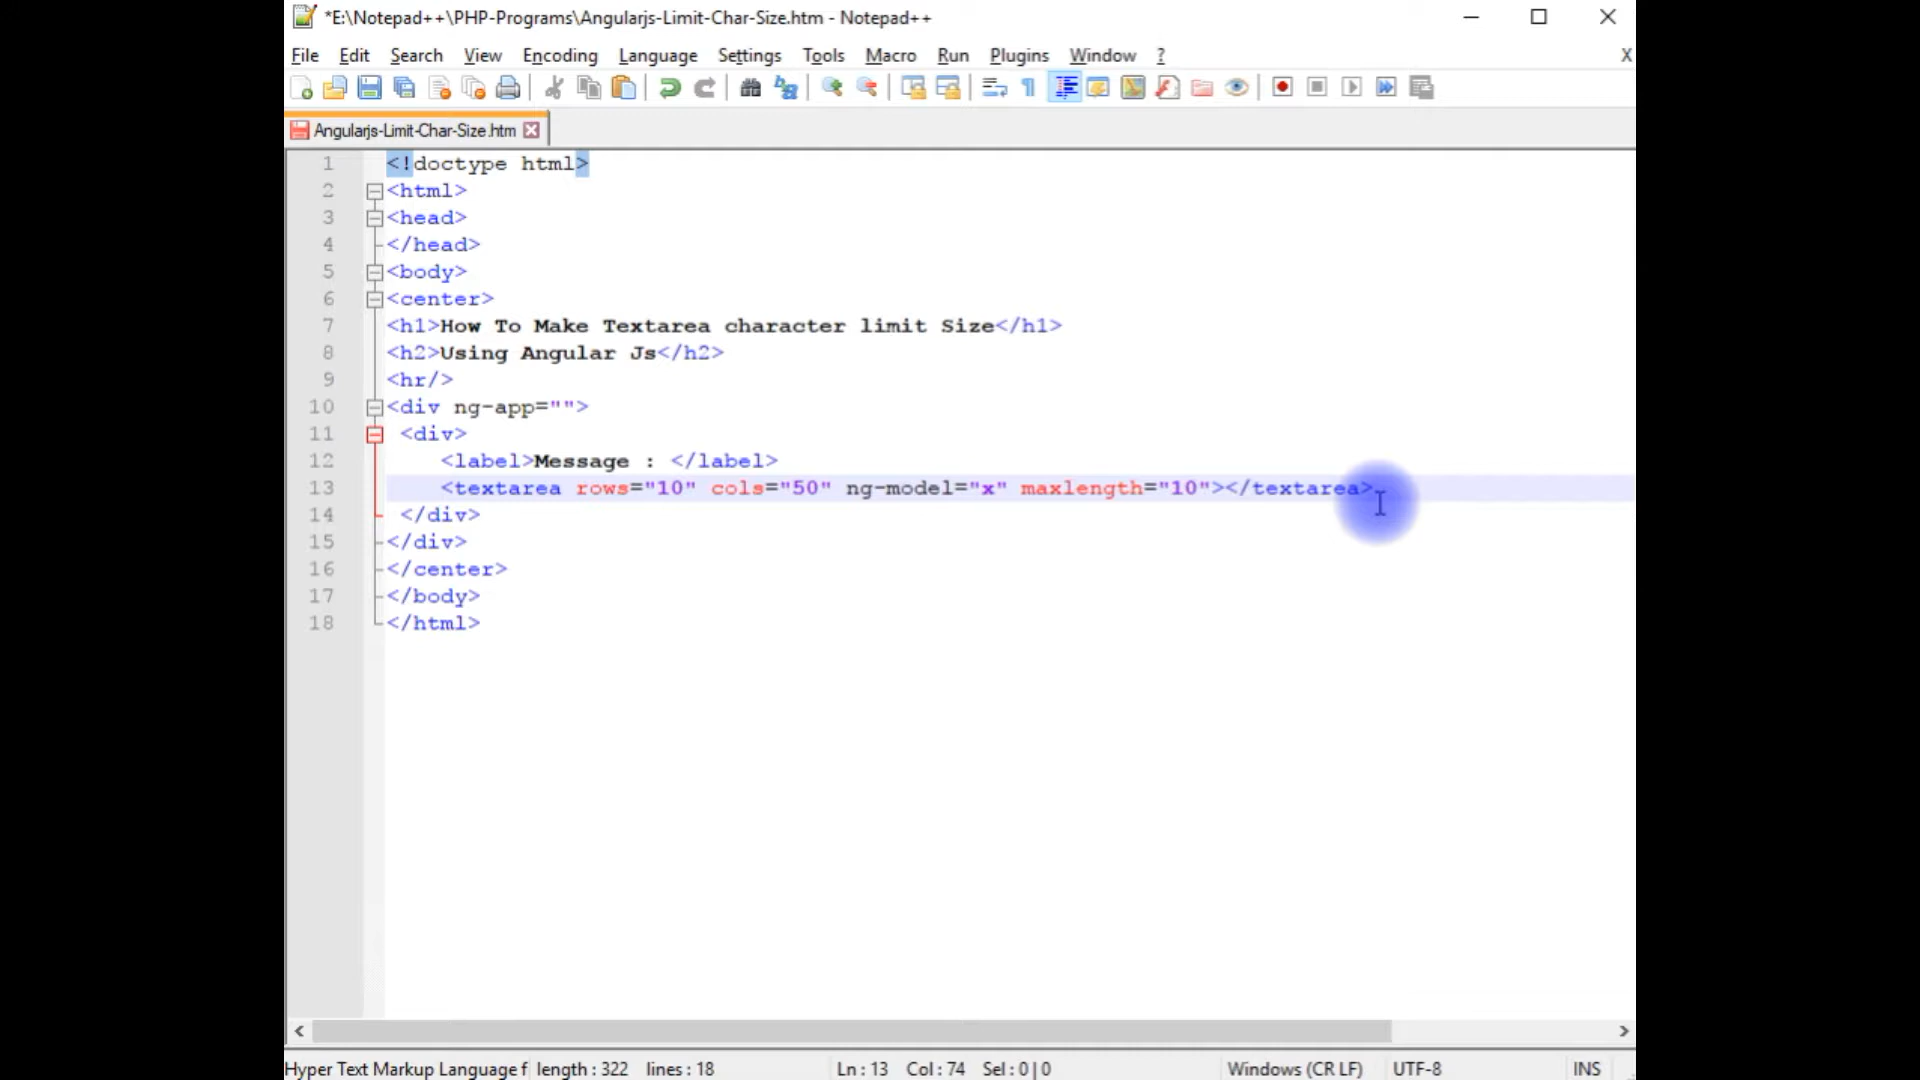 *E:\Notepad++\PHP-Programs\Angularjs-Limit-Char-Size.htm - Notepad++
File Edit Search View Encoding Language Settings Tools Macro Run Plugins Window ? X
Angularjs-Limit-Char-Size.htm
1 <!doctype html>
2 <html>
3 <head>
4 </head>
5 <body>
6 <center>
7 <h1>How To Make Textarea character limit Size</h1>
8 <h2>Using Angular Js</h2>
9 <hr/>
10 <div ng-app="">
11 <div>
12 <label>Message : </label>
13 <textarea rows="10" cols="50" ng-model="x" maxlength="10"></textarea>
14 </div>
15 </div>
16 </center>
17 </body>
18 </html>
Hyper Text Markup Language f length : 322 lines : 18 Ln : 13 Col : 74 Sel : 0 | 0 Windows (CR LF) UTF-8 INS